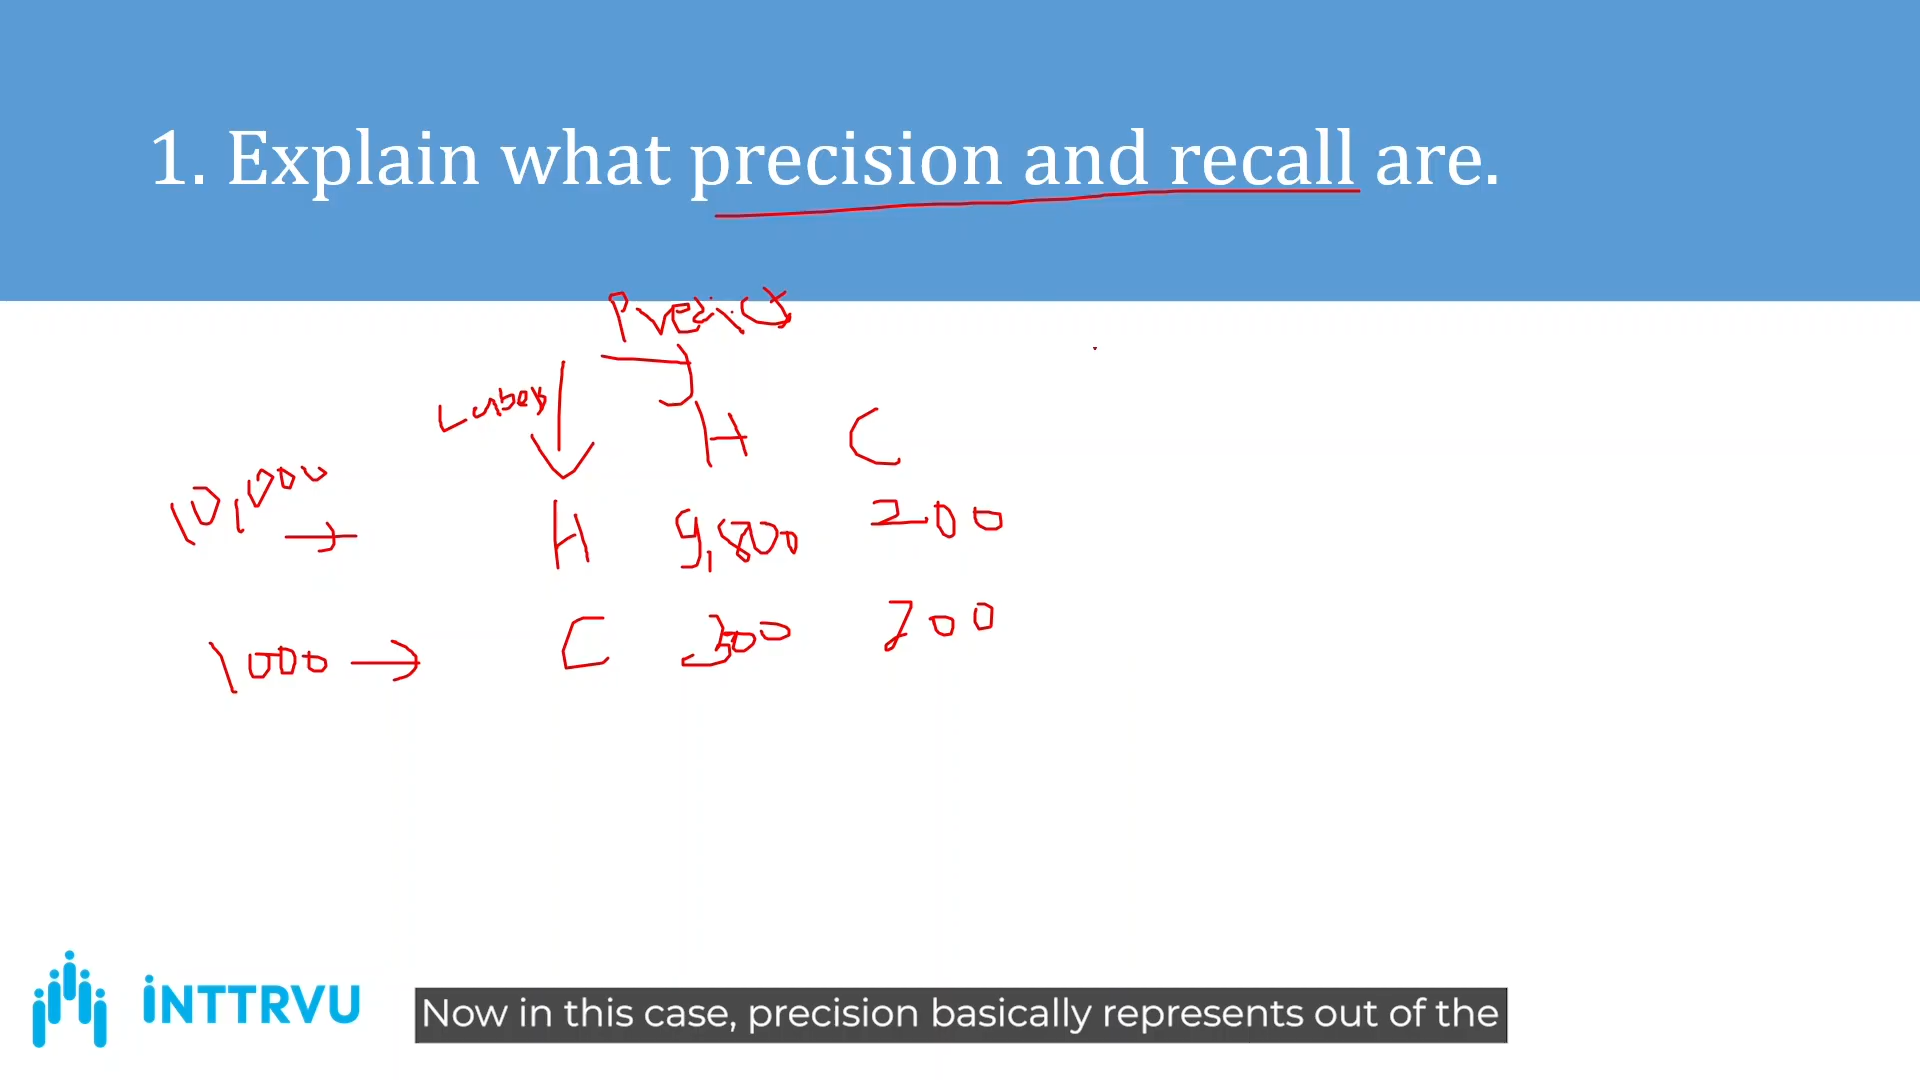 1. Explain what precision and recall are.
Predict
Labels
H C
10,000 H 9,800 200
1000 C 300 700
INTTRVU
Now in this case, precision basically represents out of the